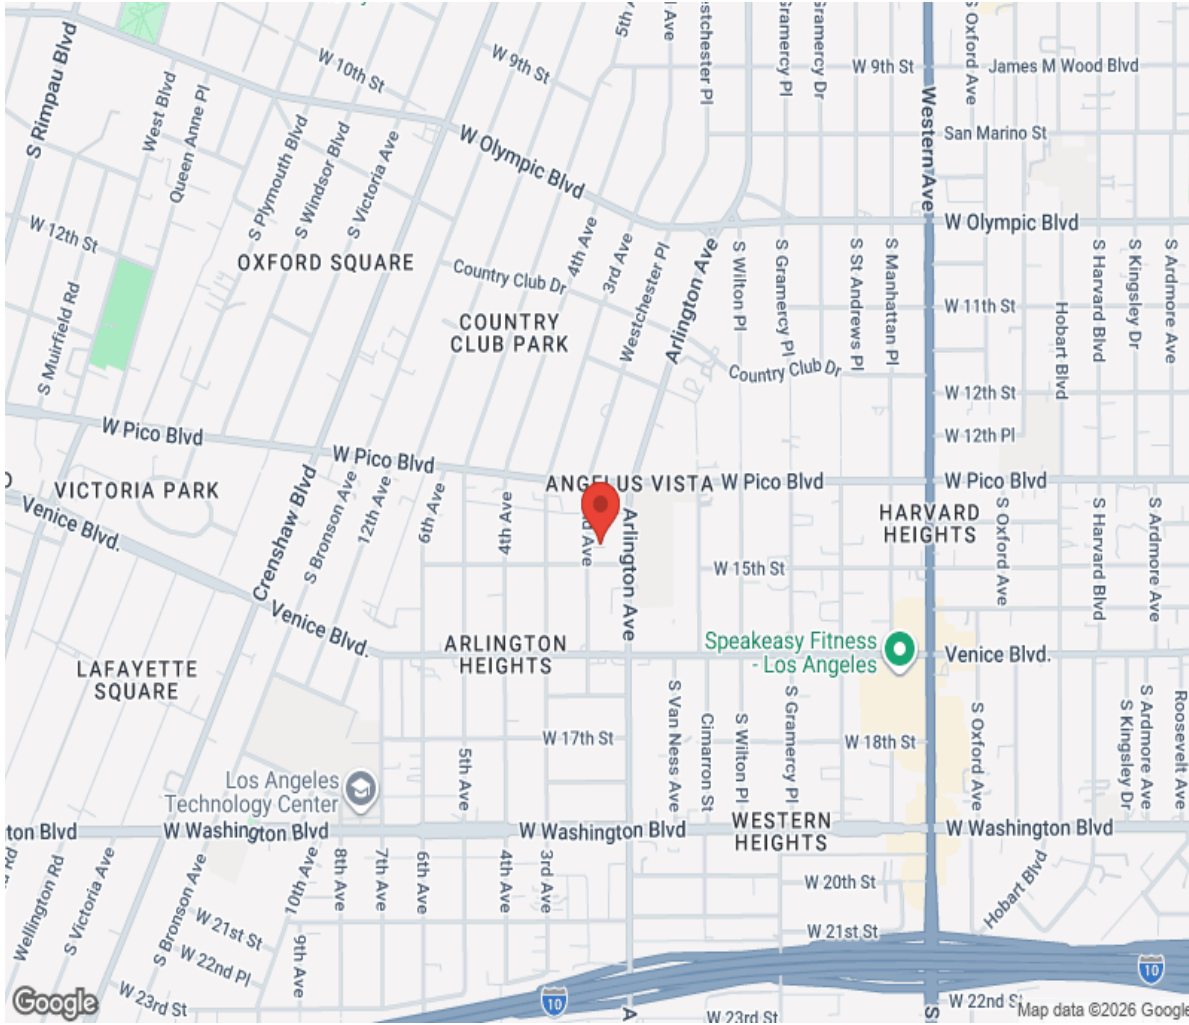 S Rimpau Blvd
West Blvd
Queen Anne Pl
W 10th St
W 9th St
5th A
Ave
stchester Pl
Gramercy Pl
Gramercy Dr
W 9th St
S Oxford Ave
James M Wood Blvd
Western Ave
San Marino St
S Plymouth Blvd
S Windsor Blvd
S Victoria Ave
W Olympic Blvd
W Olympic Blvd
W 12th St
OXFORD SQUARE
4th Ave
3rd Ave
Westchester Pl
Arlington Ave
S Wilton Pl
S Gramercy Pl
S St Andrews Pl
S Manhattan Pl
S Harvard Blvd
S Kingsley Dr
S Ardmore Ave
Country Club Dr
S Muirfield Rd
COUNTRY
CLUB PARK
W 11th St
Hobart Blvd
Country Club Dr
W 12th St
W 12th Pl
W Pico Blvd
W Pico Blvd
ANGELUS VISTA
W Pico Blvd
W Pico Blvd
VICTORIA PARK
Venice Blvd.
Crenshaw Blvd
S Bronson Ave
12th Ave
6th Ave
4th Ave
d Ave
Arlington Ave
HARVARD
HEIGHTS
S Oxford Ave
S Harvard Blvd
S Ardmore Ave
W 15th St
Venice Blvd.
ARLINGTON
HEIGHTS
Speakeasy Fitness
- Los Angeles
Venice Blvd.
LAFAYETTE
SQUARE
S Van Ness Ave
Cimarron St
S Wilton Pl
S Gramercy Pl
S Oxford Ave
S Kingsley Dr
S Ardmore Ave
Roosevelt Ave
W 17th St
W 18th St
5th Ave
Los Angeles
Technology Center
ton Blvd
W Washington Blvd
W Washington Blvd
WESTERN
HEIGHTS
W Washington Blvd
Rd
Wellington Rd
S Victoria Ave
S Bronson Ave
10th Ave
8th Ave
7th Ave
6th Ave
4th Ave
3rd Ave
W 20th St
Hobart Blvd
W 21st St
W 21st St
W 22nd Pl
9th Ave
W 23rd St
10
10
W 23rd St
W 22nd St
A
S
Google
Map data ©2026 Google